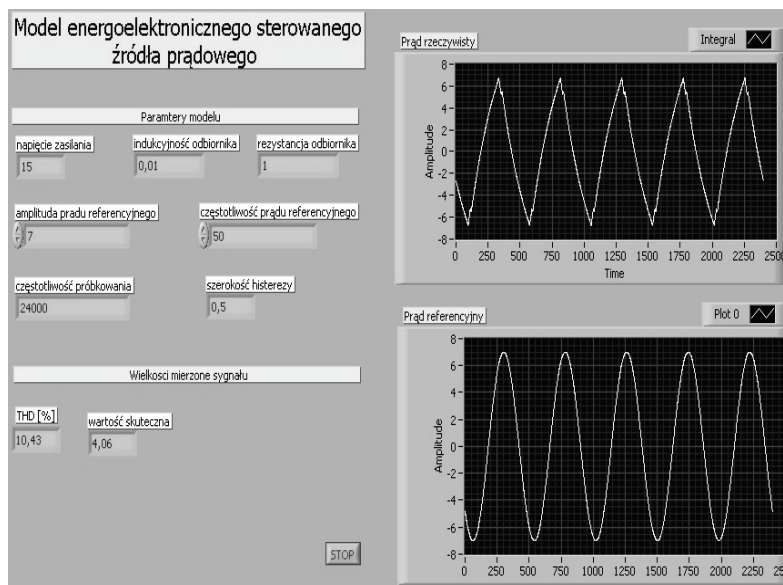 Model energoelektronicznego sterowanego
źródła prądowego
Paramtery modelu
napięcie zasilania
indukcyjność odbiornika
rezystancja odbiornika
15
0,01
1
amplituda pradu referencyjnego
częstotliwość prądu referencyjnego
7
50
częstotliwość próbkowania
szerokość histerezy
24000
0,5
Wielkosci mierzone sygnału
THD [%]
wartość skuteczna
10,43
4,06
STOP
Prąd rzeczywisty
Integral
Amplitude
8
6
4
2
0
-2
-4
-6
-8
0 250 500 750 1000 1250 1500 1750 2000 2250 2500
Time
Prąd referencyjny
Plot 0
Amplitude
8
6
4
2
0
-2
-4
-6
-8
0 250 500 750 1000 1250 1500 1750 2000 2250